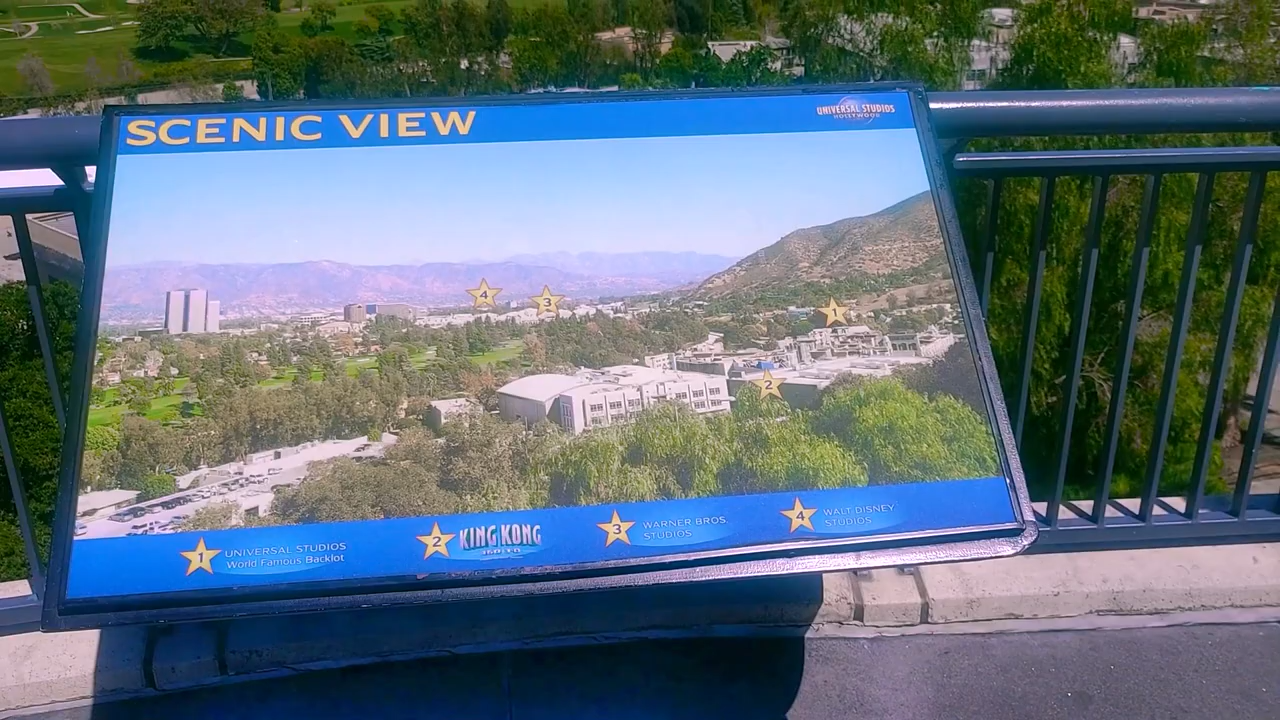 SCENIC VIEW
UNIVERSAL STUDIOS
HOLLYWOOD
4
3
1
2
1
UNIVERSAL STUDIOS
World Famous Backlot
2
KING KONG
360 3-D
3
WARNER BROS.
STUDIOS
4
WALT DISNEY
STUDIOS